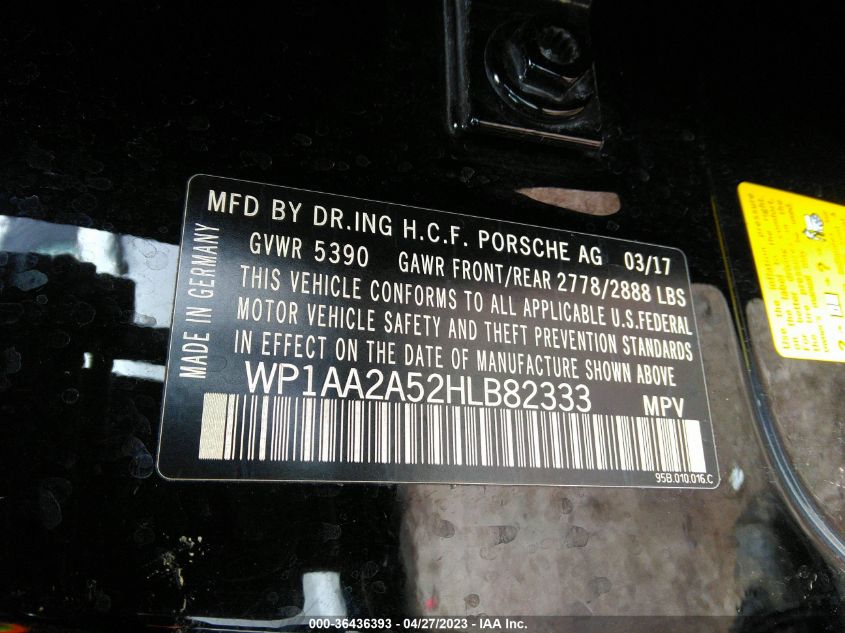 MFD BY DR.ING H.C.F. PORSCHE AG 03/17
GVWR 5390 GAWR FRONT/REAR 2778/2888 LBS
THIS VEHICLE CONFORMS TO ALL APPLICABLE U.S.FEDERAL
MOTOR VEHICLE SAFETY AND THEFT PREVENTION STANDARDS
IN EFFECT ON THE DATE OF MANUFACTURE SHOWN ABOVE
WP1AA2A52HLB82333 MPV
95B.010.016.C
MADE IN GERMANY
000-36436393 - 04/27/2023 - IAA Inc.